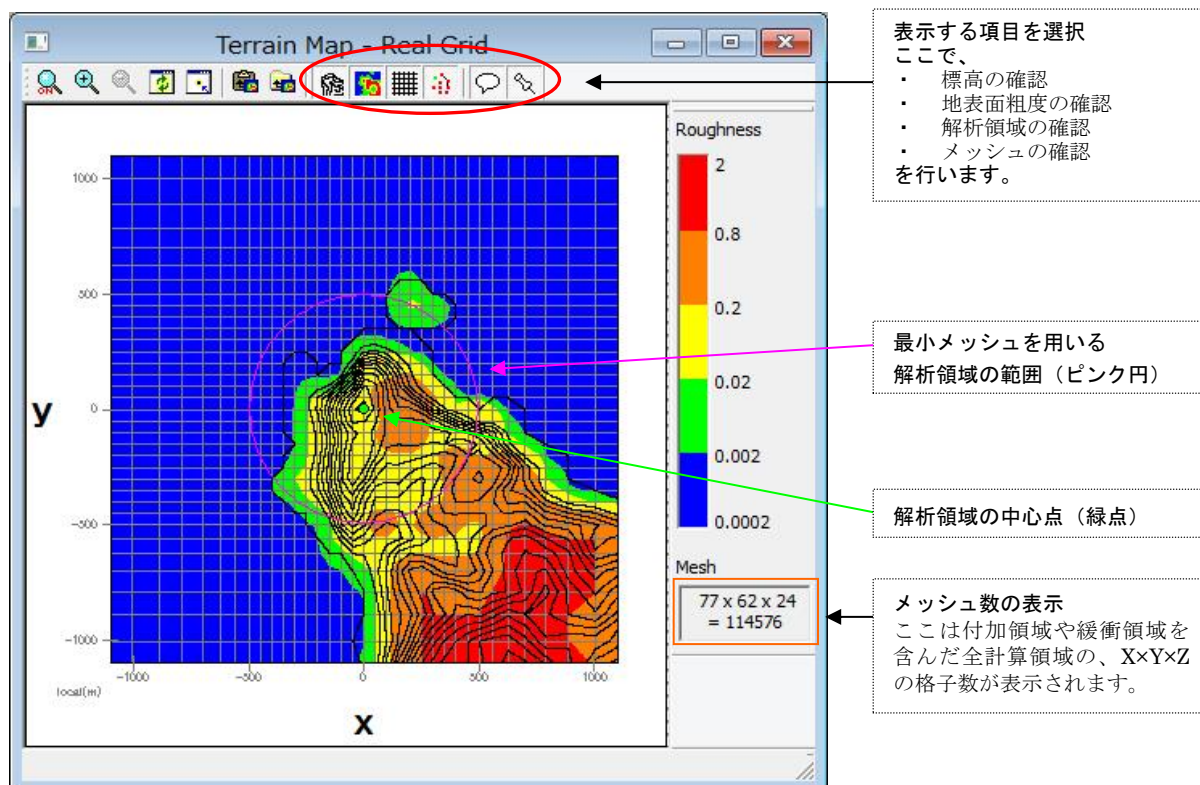 Terrain Map - Real Grid
ON
Roughness
2
0.8
0.2
0.02
0.002
0.0002
Mesh
77 x 62 x 24
= 114576
1000
500
0
-500
-1000
y
local(m)
-1000
-500
0
500
1000
x
表示する項目を選択
ここで、
・ 標高の確認
・ 地表面粗度の確認
・ 解析領域の確認
・ メッシュの確認
を行います。
最小メッシュを用いる
解析領域の範囲（ピンク円）
解析領域の中心点（緑点）
メッシュ数の表示
ここは付加領域や緩衝領域を
含んだ全計算領域の、X×Y×Z
の格子数が表示されます。